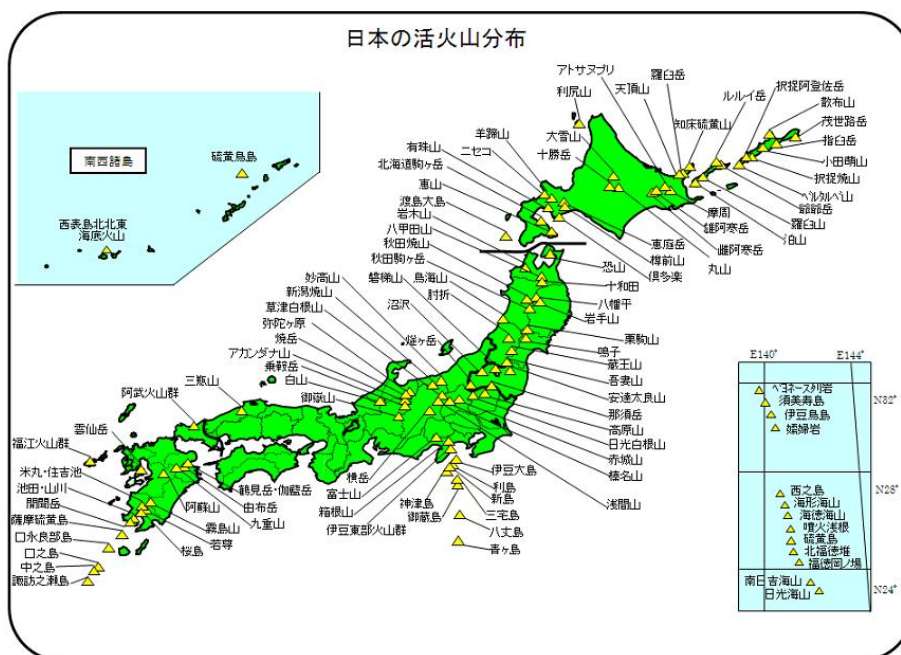 日本の活火山分布
南西諸島
硫黄鳥島
西表島北北東
海底火山
アトサヌプリ
利尻山
天頂山
羅臼岳
ルルイ岳
択捉阿登佐岳
散布山
知床硫黄山
茂世路岳
指臼岳
小田萌山
択捉焼山
ベルタルベ山
爺爺岳
羅臼山
泊山
羊蹄山
ニセコ
大雪山
十勝岳
有珠山
北海道駒ヶ岳
恵山
渡島大島
岩木山
八甲田山
秋田焼山
秋田駒ヶ岳
摩周
雄阿寒岳
雌阿寒岳
丸山
恵庭岳
樽前山
倶多楽
恐山
十和田
八幡平
岩手山
栗駒山
鳴子
蔵王山
吾妻山
安達太良山
那須岳
高原山
日光白根山
赤城山
榛名山
浅間山
妙高山
新潟焼山
草津白根山
弥陀ヶ原
焼岳
アカンダナ山
乗鞍岳
白山
御嶽山
磐梯山
沼沢
燧ヶ岳
鳥海山
肘折
三瓶山
阿武火山群
雲仙岳
福江火山群
米丸・住吉池
池田・山川
開聞岳
薩摩硫黄島
口永良部島
口之島
中之島
諏訪之瀬島
鶴見岳・伽藍岳
由布岳
九重山
阿蘇山
霧島山
若尊
桜島
横岳
富士山
箱根山
伊豆東部火山群
伊豆大島
利島
新島
神津島
三宅島
御蔵島
八丈島
青ヶ島
E140°
E144°
ベヨネース列岩
須美寿島
伊豆鳥島
孀婦岩
N32°
西之島
海形海山
海徳海山
噴火浅根
硫黄島
北福徳堆
福徳岡ノ場
N28°
南日吉海山
日光海山
N24°